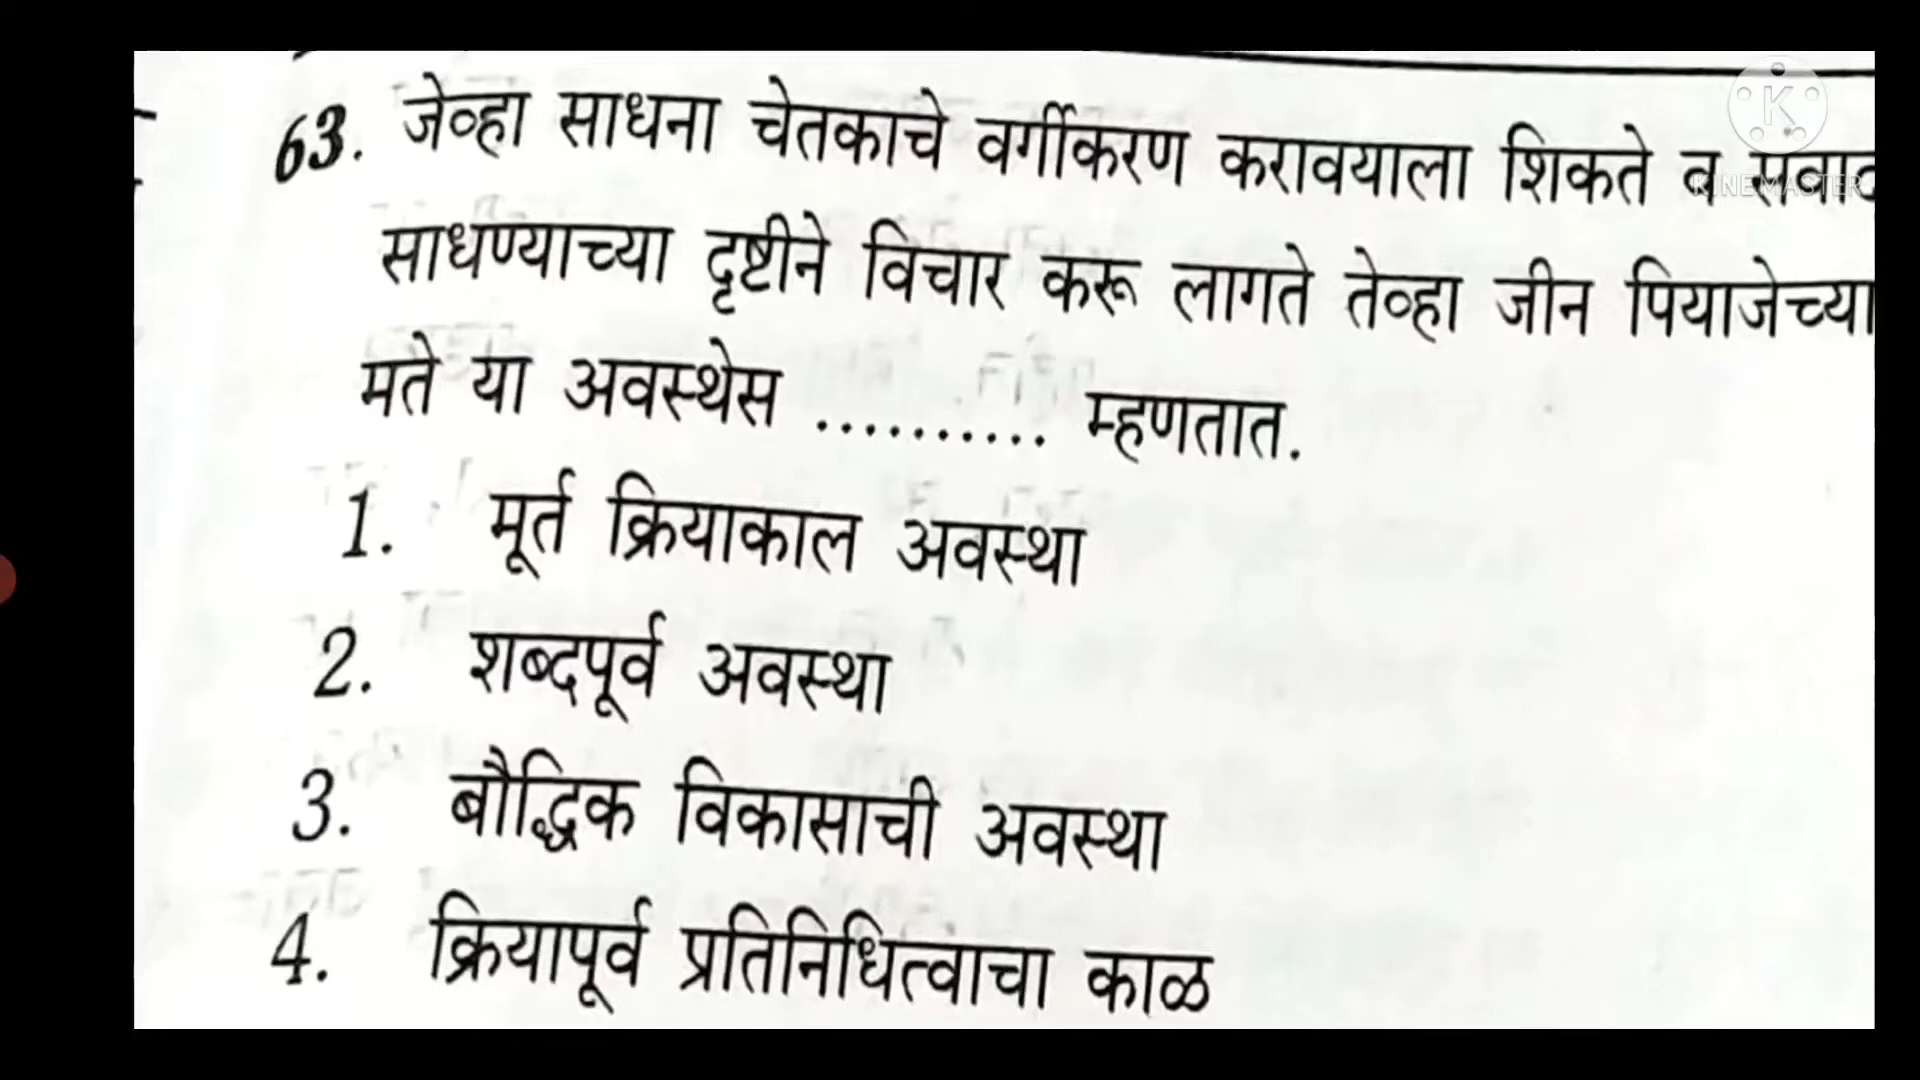 63. जेव्हा साधना चेतकाचे वर्गीकरण करावयाला शिकते व
साधण्याच्या दृष्टीने विचार करू लागते तेव्हा जीन पियाजेच्या
मते या अवस्थेस .......... म्हणतात.
1. मूर्त क्रियाकाल अवस्था
2. शब्दपूर्व अवस्था
3. बौद्धिक विकासाची अवस्था
4. क्रियापूर्व प्रतिनिधित्वाचा काळ
K
KINEMASTER